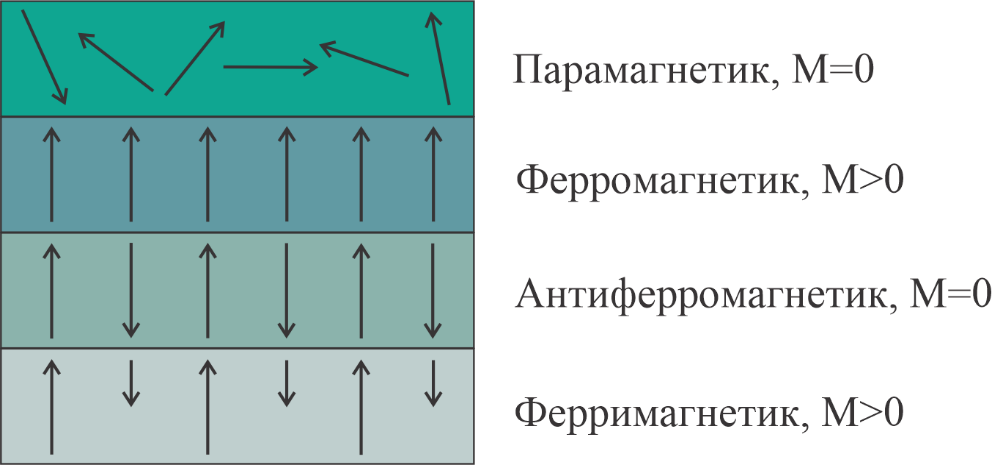 Парамагнетик, М=0
Ферромагнетик, М>0
Антиферромагнетик, М=0
Ферримагнетик, М>0